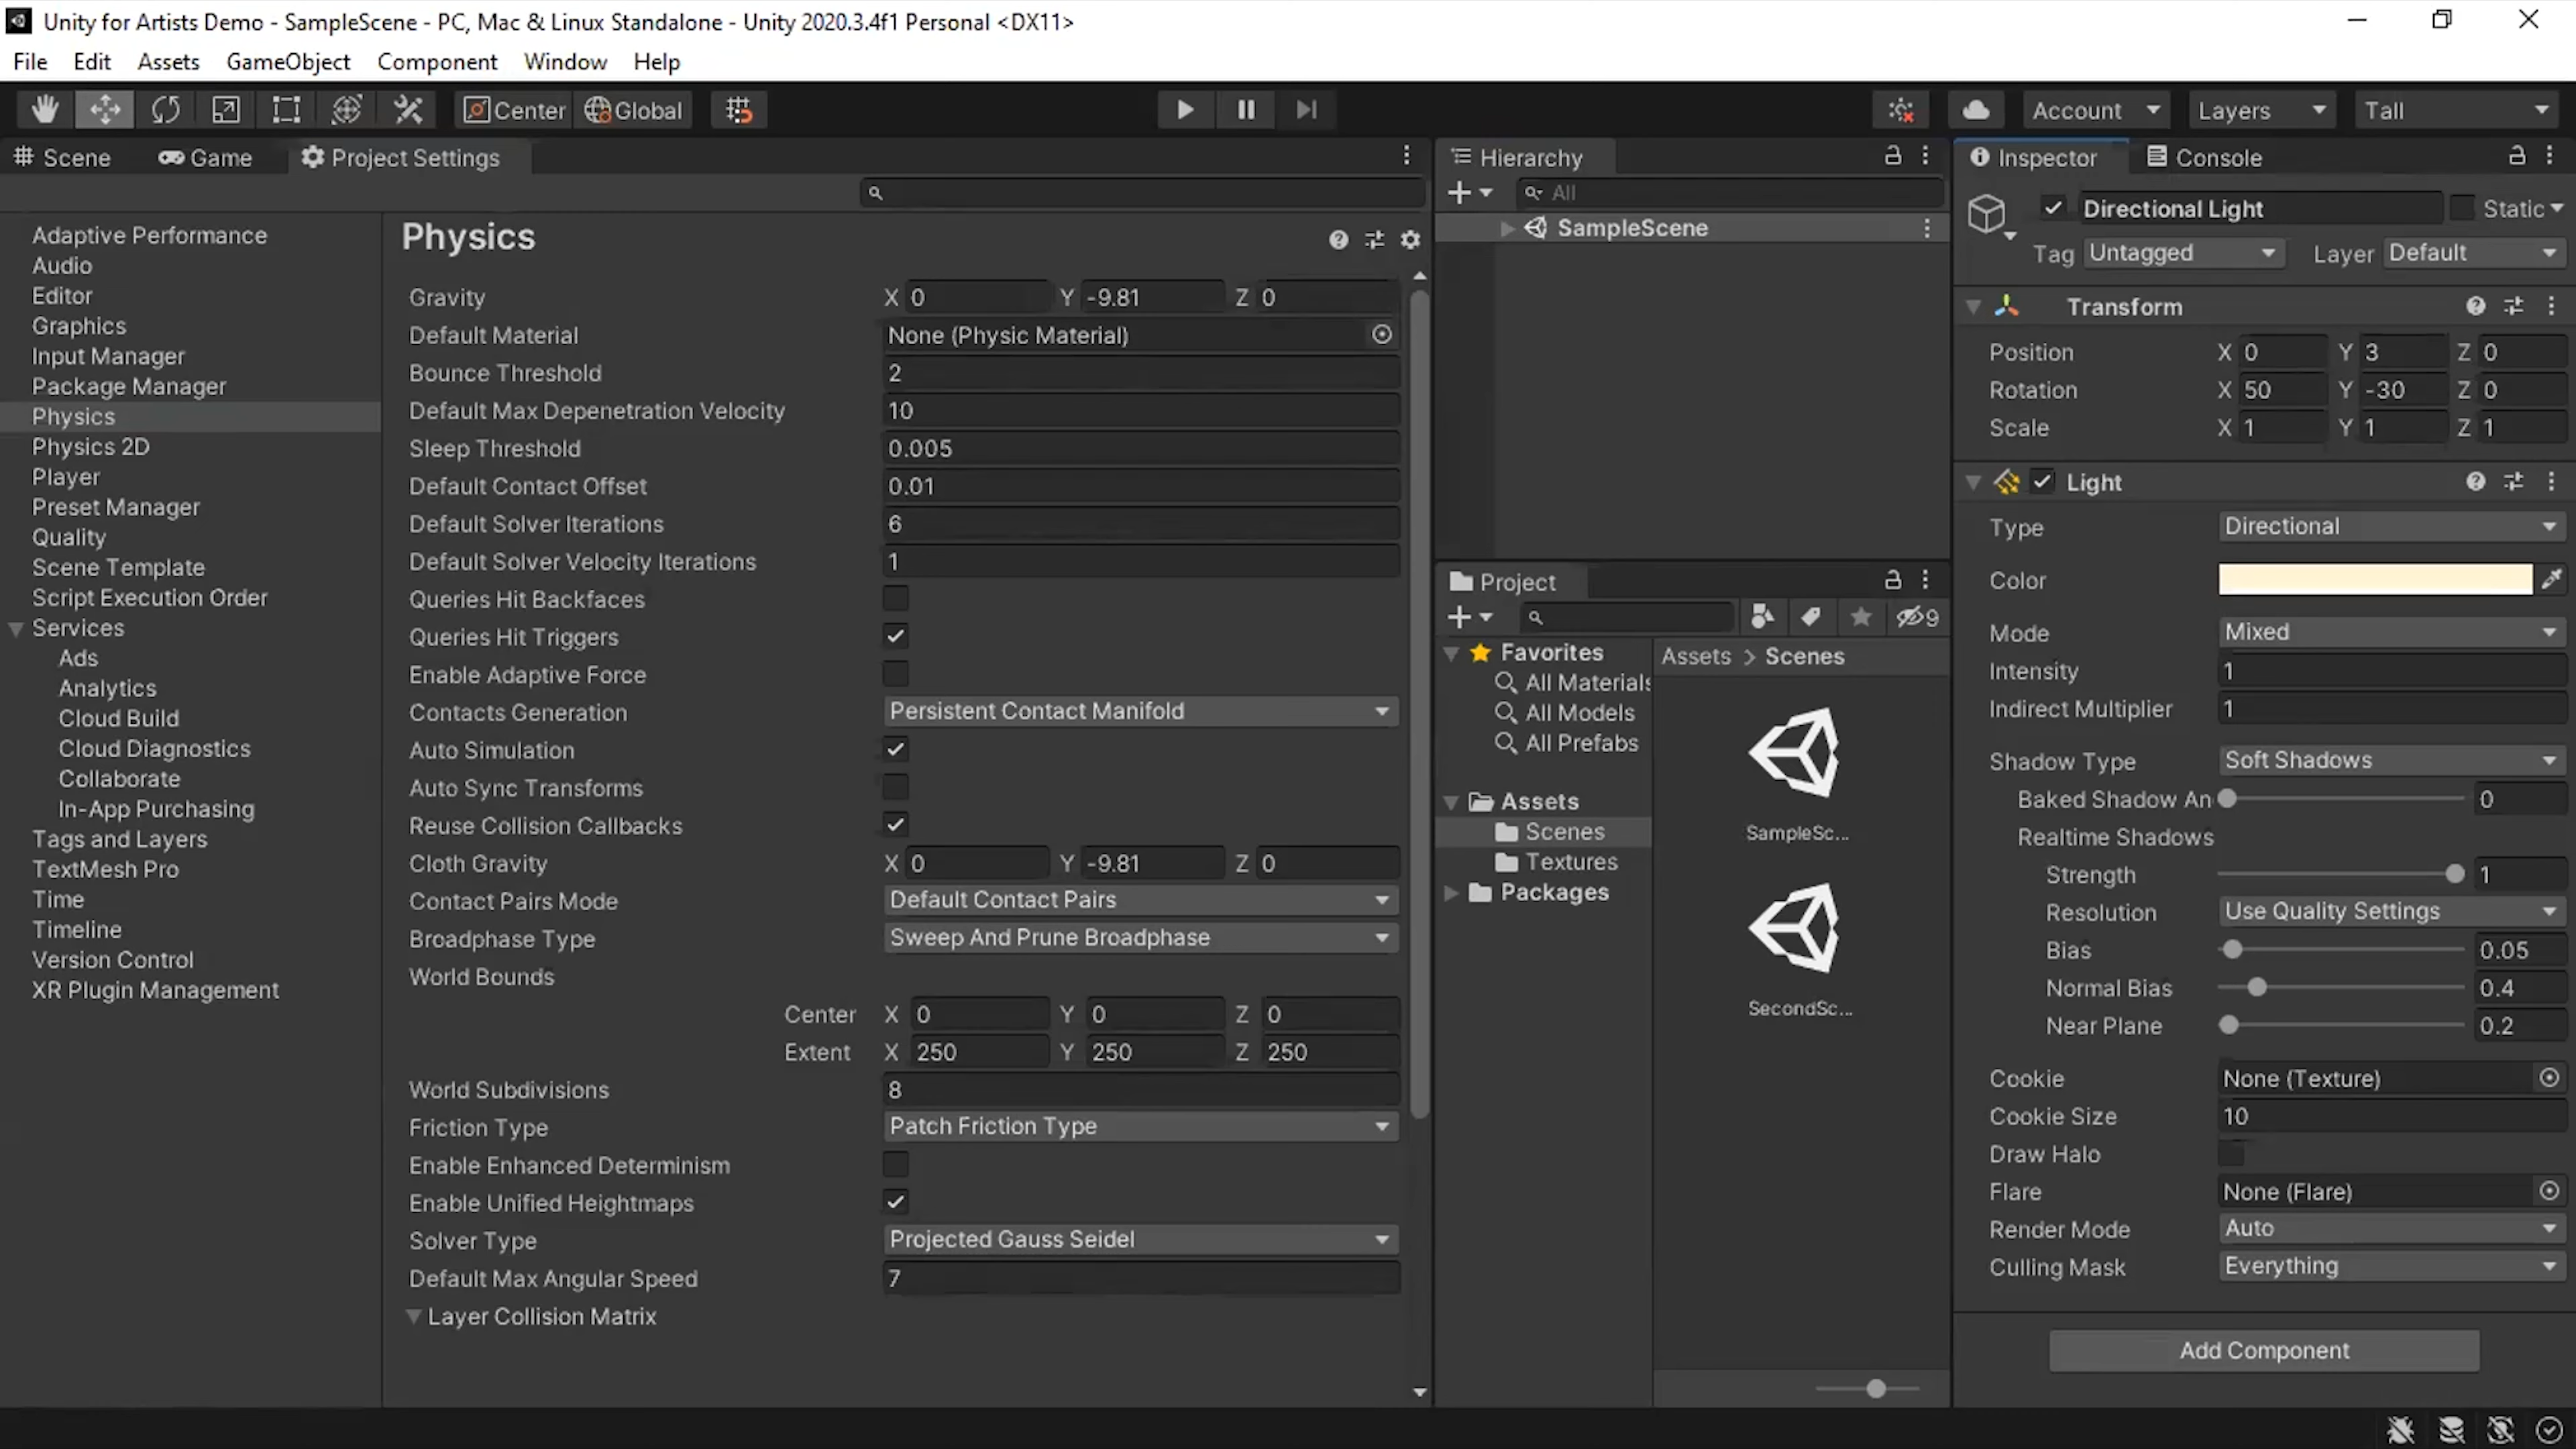 Unity for Artists Demo - SampleScene - PC, Mac & Linux Standalone - Unity 2020.3.4f1 Personal <DX11>
File Edit Assets GameObject Component Window Help
Center Global Account Layers Tall
Scene Game Project Settings
Adaptive Performance
Audio
Editor
Graphics
Input Manager
Package Manager
Physics
Physics 2D
Player
Preset Manager
Quality
Scene Template
Script Execution Order
Services
Ads
Analytics
Cloud Build
Cloud Diagnostics
Collaborate
In-App Purchasing
Tags and Layers
TextMesh Pro
Time
Timeline
Version Control
XR Plugin Management
Physics
Gravity X 0 Y -9.81 Z 0
Default Material None (Physic Material)
Bounce Threshold 2
Default Max Depenetration Velocity 10
Sleep Threshold 0.005
Default Contact Offset 0.01
Default Solver Iterations 6
Default Solver Velocity Iterations 1
Queries Hit Backfaces
Queries Hit Triggers
Enable Adaptive Force
Contacts Generation Persistent Contact Manifold
Auto Simulation
Auto Sync Transforms
Reuse Collision Callbacks
Cloth Gravity X 0 Y -9.81 Z 0
Contact Pairs Mode Default Contact Pairs
Broadphase Type Sweep And Prune Broadphase
World Bounds
Center X 0 Y 0 Z 0
Extent X 250 Y 250 Z 250
World Subdivisions 8
Friction Type Patch Friction Type
Enable Enhanced Determinism
Enable Unified Heightmaps
Solver Type Projected Gauss Seidel
Default Max Angular Speed 7
Layer Collision Matrix
Hierarchy
All
SampleScene
Project
9
Favorites
All Materials
All Models
All Prefabs
Assets
Scenes
Textures
Packages
Assets > Scenes
SampleSc...
SecondSc...
Inspector Console
Directional Light Static
Tag Untagged Layer Default
Transform
Position X 0 Y 3 Z 0
Rotation X 50 Y -30 Z 0
Scale X 1 Y 1 Z 1
Light
Type Directional
Color
Mode Mixed
Intensity 1
Indirect Multiplier 1
Shadow Type Soft Shadows
Baked Shadow An 0
Realtime Shadows
Strength 1
Resolution Use Quality Settings
Bias 0.05
Normal Bias 0.4
Near Plane 0.2
Cookie None (Texture)
Cookie Size 10
Draw Halo
Flare None (Flare)
Render Mode Auto
Culling Mask Everything
Add Component